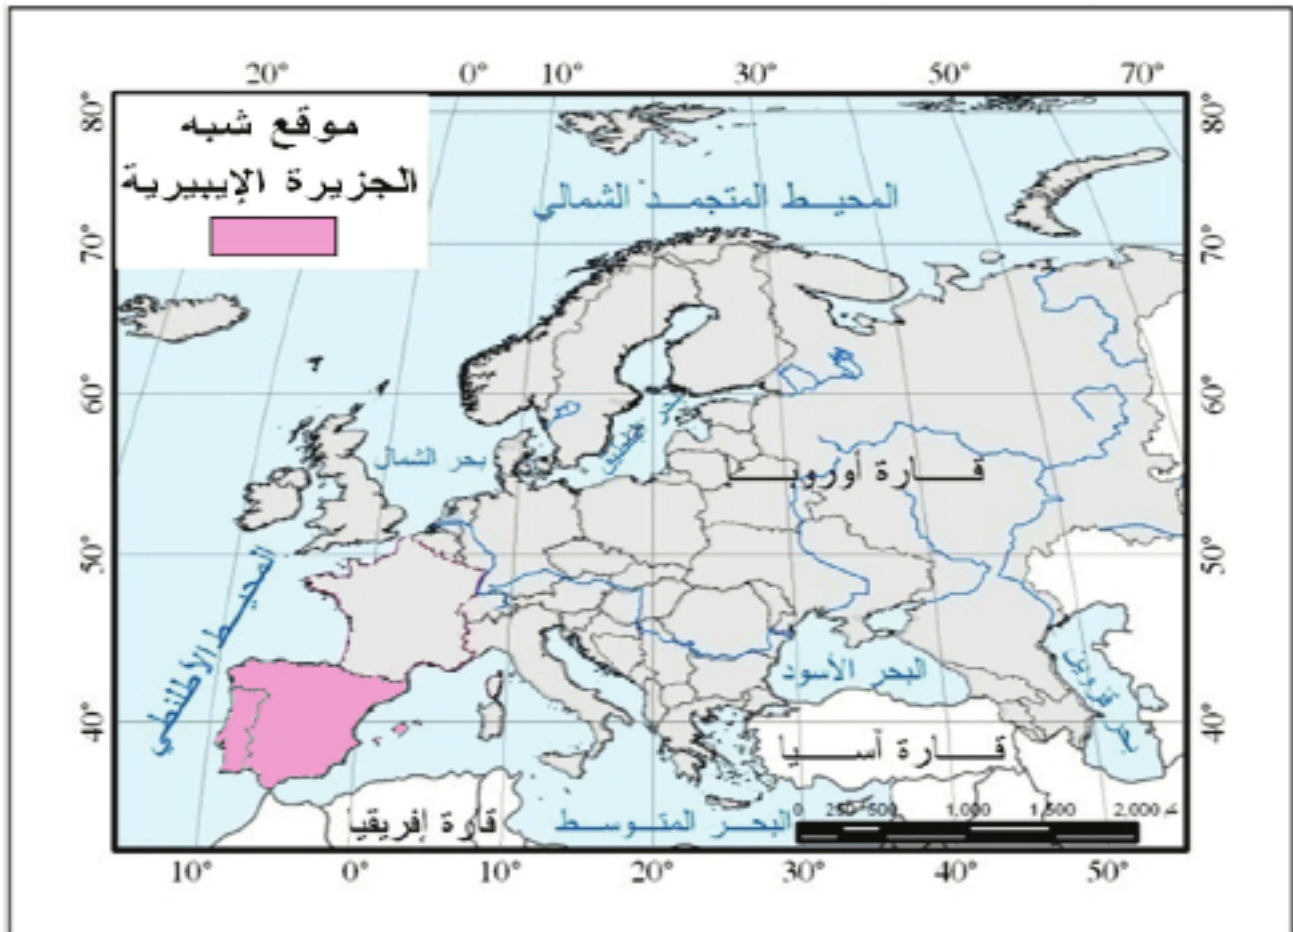 20° 0° 10° 30° 50° 70°
موقع شبه
الجزيرة الإيبيرية
80° 80°
المحيط المتجمد الشمالي
70° 70°
60° 60°
بحر الشمال
قارة أوروبا
50° 50°
المحيط الأطلنطي
بحر قزوين
البحر الأسود
40° 40°
قارة آسيا
قارة إفريقيا
البحر المتوسط
0 250 500 1,000 1,500 2,000
10° 0° 10° 20° 30° 40° 50°